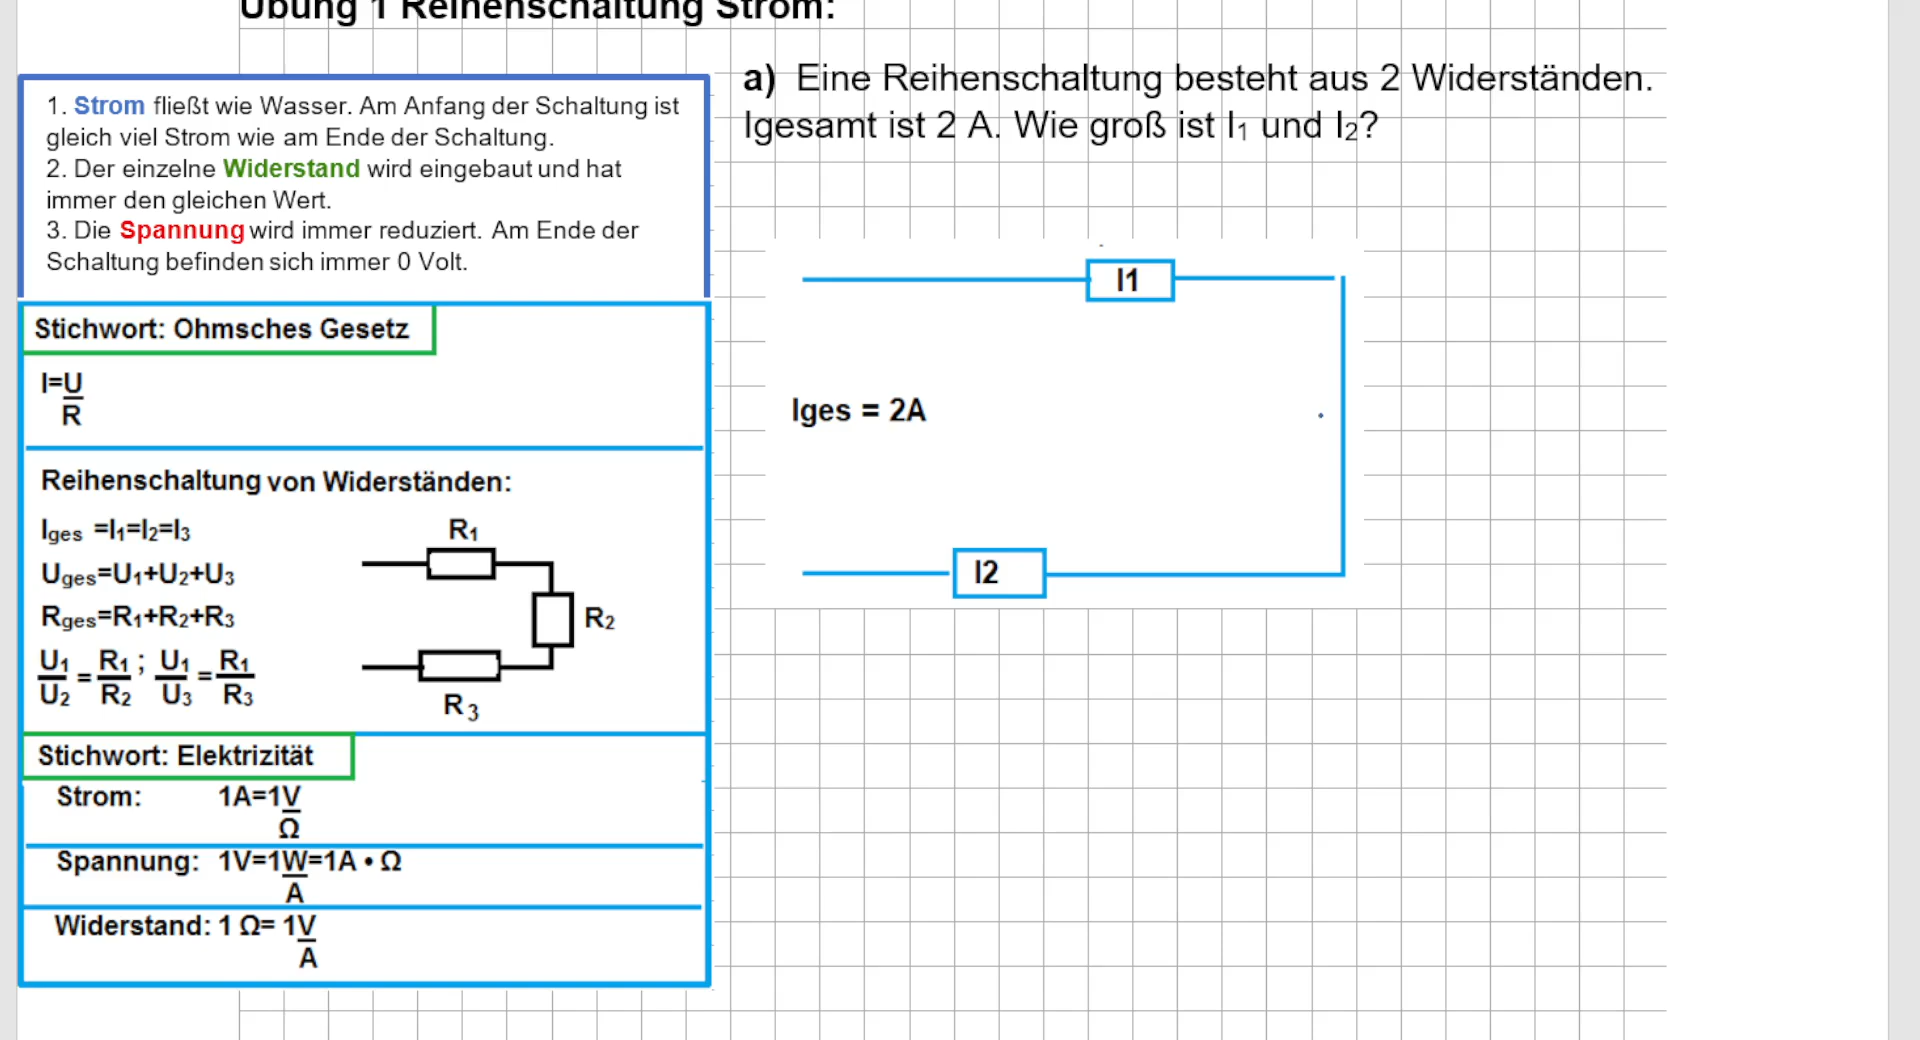 Übung 1 Reihenschaltung Strom:
1. Strom fließt wie Wasser. Am Anfang der Schaltung ist
gleich viel Strom wie am Ende der Schaltung.
2. Der einzelne Widerstand wird eingebaut und hat
immer den gleichen Wert.
3. Die Spannung wird immer reduziert. Am Ende der
Schaltung befinden sich immer 0 Volt.
Stichwort: Ohmsches Gesetz
I=U
R
Reihenschaltung von Widerständen:
Iges =I₁=I₂=I₃
Uges=U₁+U₂+U₃
Rges=R₁+R₂+R₃
U₁ = R₁ ; U₁ = R₁
U₂ R₂ U₃ R₃
R₁
R₂
R₃
Stichwort: Elektrizität
Strom: 1A=1V
Ω
Spannung: 1V=1W=1A • Ω
A
Widerstand: 1 Ω= 1V
A
a) Eine Reihenschaltung besteht aus 2 Widerständen.
Igesamt ist 2 A. Wie groß ist I₁ und I₂?
I1
Iges = 2A
I2